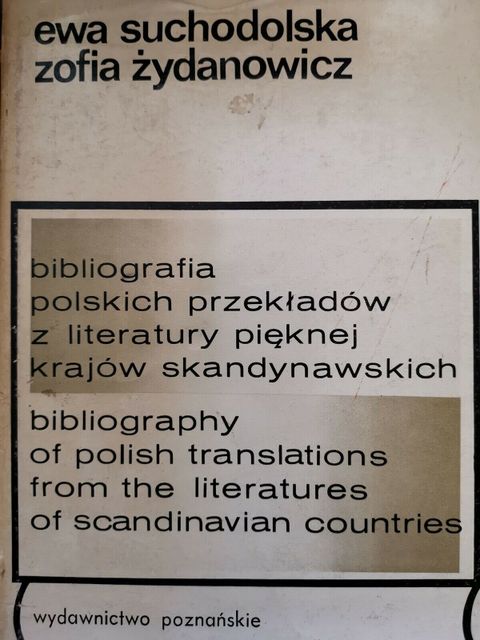 ewa suchodolska
zofia żydanowicz
bibliografia
polskich przekładów
z literatury pięknej
krajów skandynawskich
bibliography
of polish translations
from the literatures
of scandinavian countries
wydawnictwo poznańskie